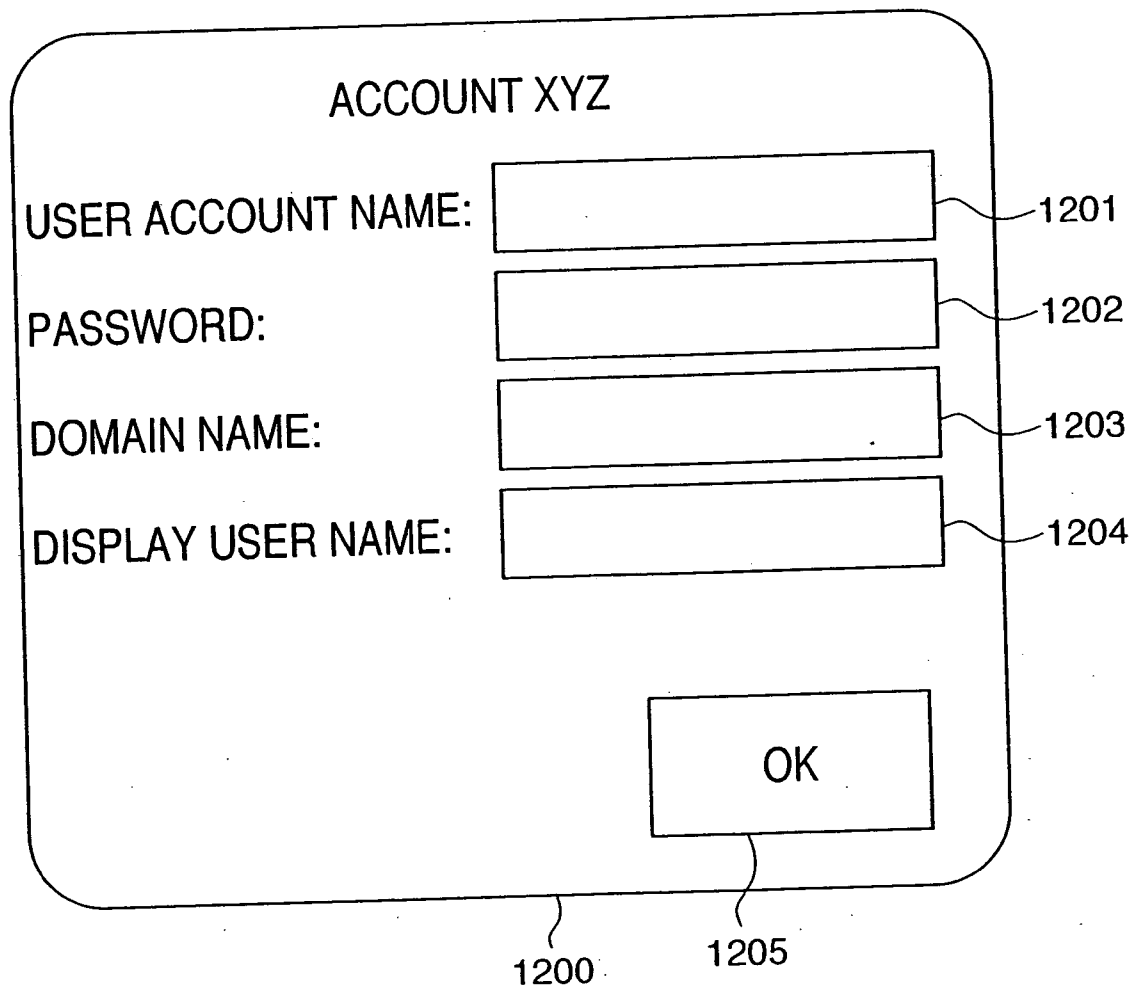 ACCOUNT XYZ
USER ACCOUNT NAME:
1201
PASSWORD:
1202
DOMAIN NAME:
1203
DISPLAY USER NAME:
1204
OK
1205
1200